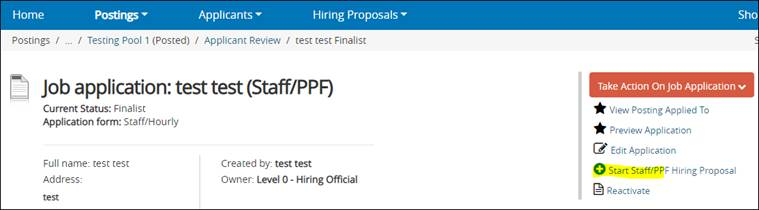 Home Postings Applicants Hiring Proposals Sho
Postings / ... / Testing Pool 1 (Posted) / Applicant Review / test test Finalist
Job application: test test (Staff/PPF)
Current Status: Finalist
Application form: Staff/Hourly
Full name: test test
Address:
test
Created by: test test
Owner: Level 0 - Hiring Official
Take Action On Job Application
View Posting Applied To
Preview Application
Edit Application
Start Staff/PPF Hiring Proposal
Reactivate